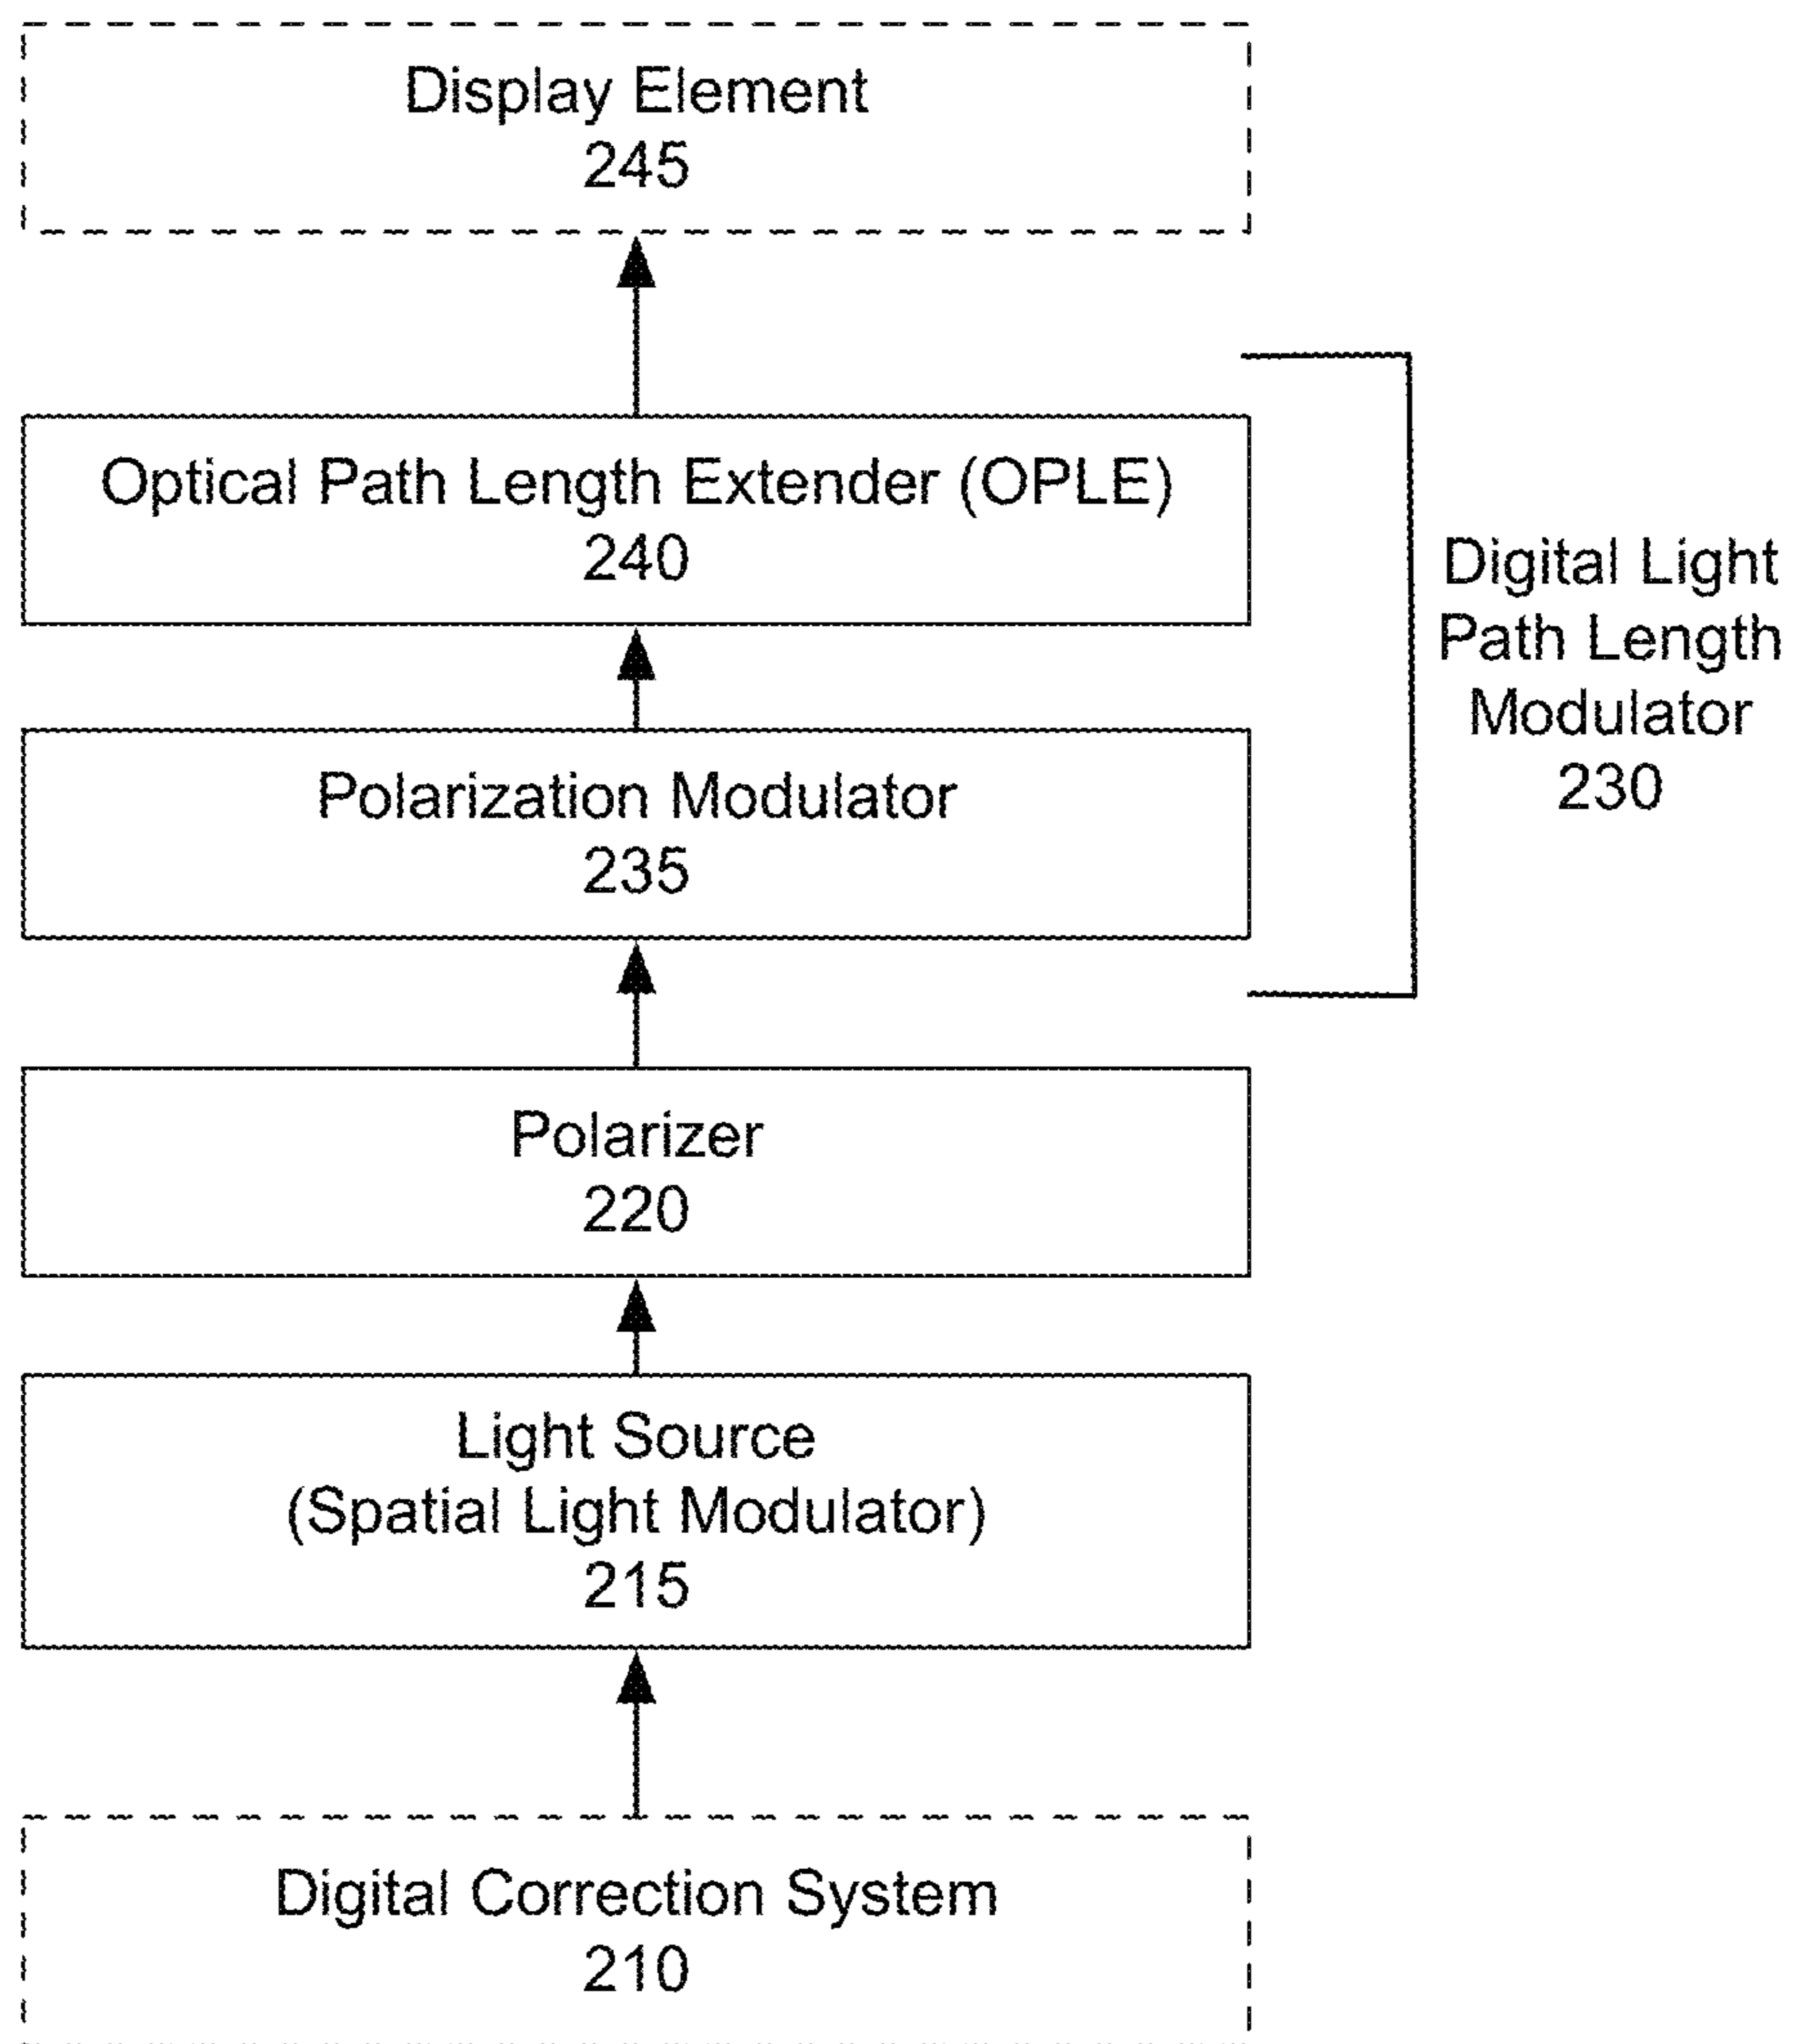 Display Element
245
Optical Path Length Extender (OPLE)
240
Digital Light
Path Length
Modulator
230
Polarization Modulator
235
Polarizer
220
Light Source
(Spatial Light Modulator)
215
Digital Correction System
210